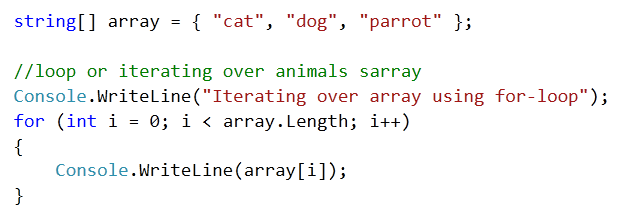 string[] array = { "cat", "dog", "parrot" };
//loop or iterating over animals sarray
Console.WriteLine("Iterating over array using for-loop");
for (int i = 0; i < array.Length; i++)
{
    Console.WriteLine(array[i]);
}